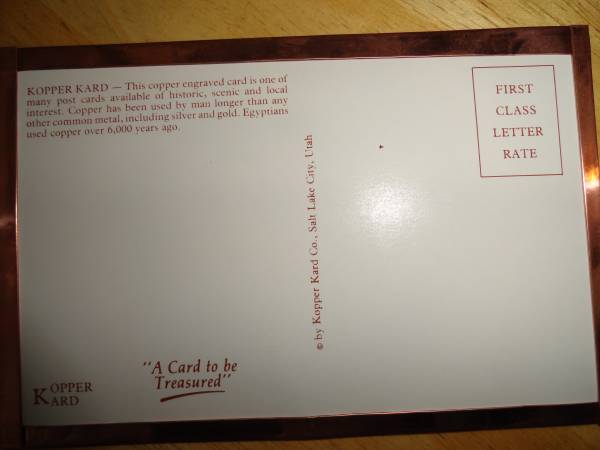 KOPPER KARD — This copper engraved card is one of
many post cards available of historic, scenic and local
interest. Copper has been used by man longer than any
other common metal, including silver and gold. Egyptians
used copper over 6,000 years ago.
© by Kopper Kard Co., Salt Lake City, Utah
FIRST
CLASS
LETTER
RATE
"A Card to be
Treasured"
KOPPER
KARD